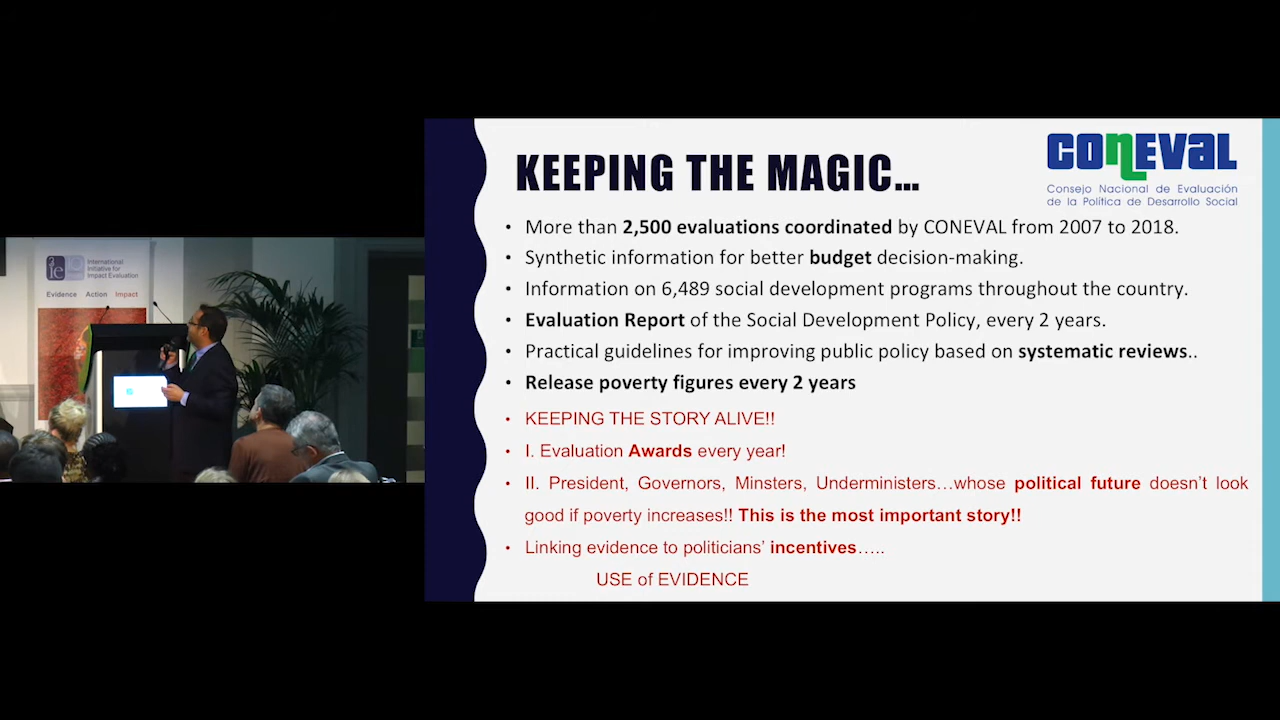 International
Initiative for
Impact Evaluation
Evidence Action Impact
KEEPING THE MAGIC…
CONEVAL
Consejo Nacional de Evaluación
de la Política de Desarrollo Social
• More than 2,500 evaluations coordinated by CONEVAL from 2007 to 2018.
• Synthetic information for better budget decision-making.
• Information on 6,489 social development programs throughout the country.
• Evaluation Report of the Social Development Policy, every 2 years.
• Practical guidelines for improving public policy based on systematic reviews..
• Release poverty figures every 2 years
• KEEPING THE STORY ALIVE!!
• I. Evaluation Awards every year!
• II. President, Governors, Minsters, Underministers…whose political future doesn’t look
good if poverty increases!! This is the most important story!!
• Linking evidence to politicians’ incentives…..
USE of EVIDENCE